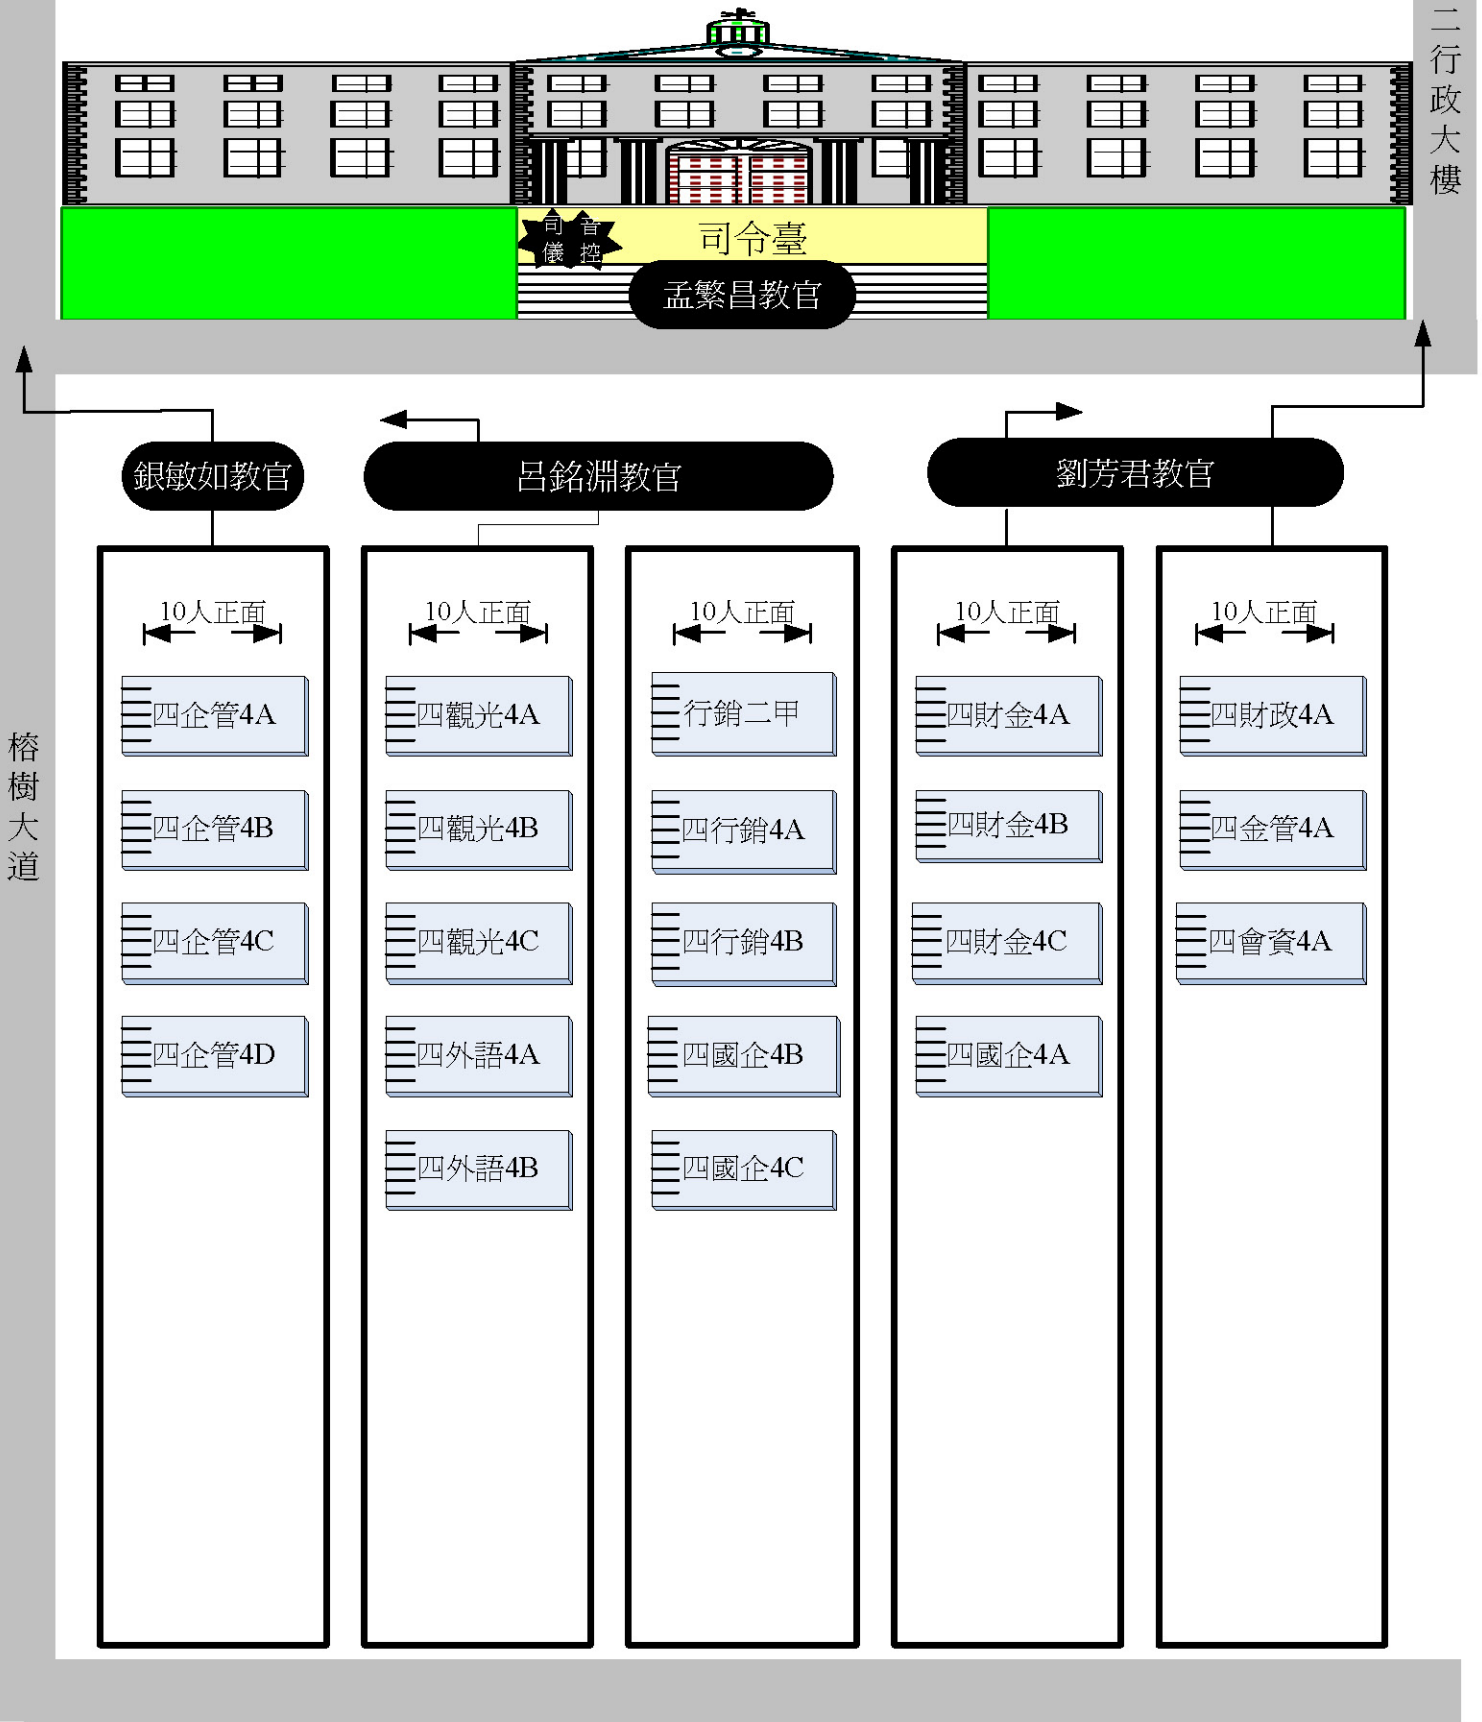 二行政大樓
司儀
音控
司令臺
孟繁昌教官
銀敏如教官
呂銘淵教官
劉芳君教官
榕樹大道
10人正面
四企管4A
四企管4B
四企管4C
四企管4D
10人正面
四觀光4A
四觀光4B
四觀光4C
四外語4A
四外語4B
10人正面
行銷二甲
四行銷4A
四行銷4B
四國企4B
四國企4C
10人正面
四財金4A
四財金4B
四財金4C
四國企4A
10人正面
四財政4A
四金管4A
四會資4A